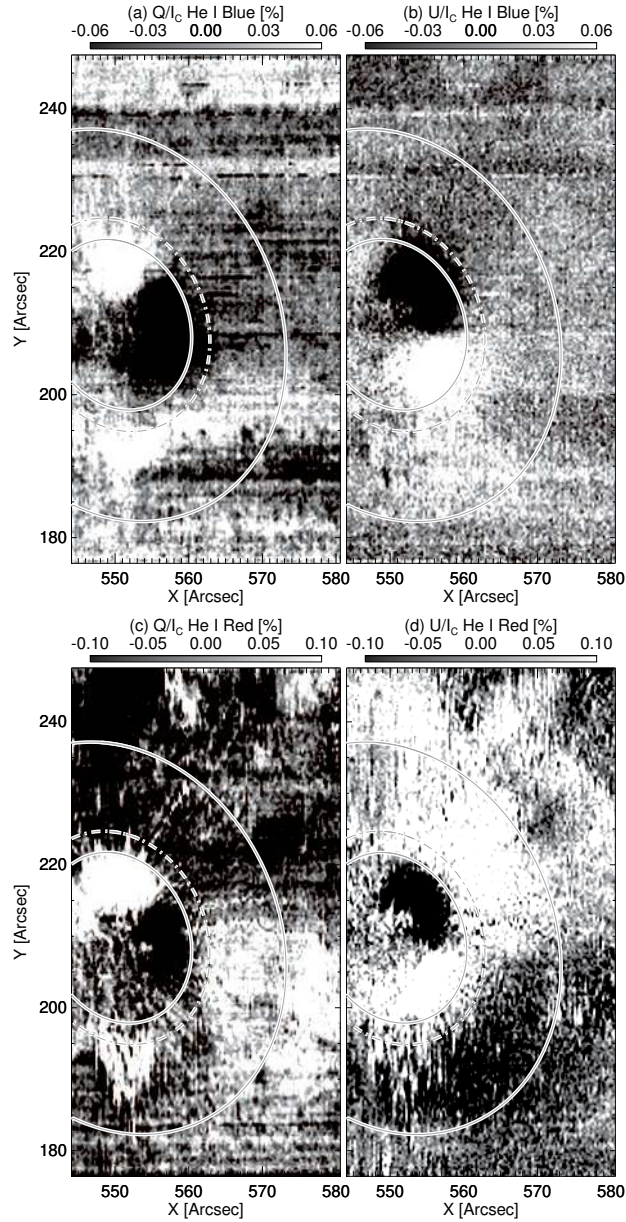 (a) Q/I_C He I Blue [%] (b) U/I_C He I Blue [%]
-0.06 -0.03 0.00 0.03 0.06 -0.06 -0.03 0.00 0.03 0.06
240
220
200
180
Y [Arcsec]
550 560 570 580 550 560 570 580
X [Arcsec] X [Arcsec]
(c) Q/I_C He I Red [%] (d) U/I_C He I Red [%]
-0.10 -0.05 0.00 0.05 0.10 -0.10 -0.05 0.00 0.05 0.10
240
220
200
180
Y [Arcsec]
550 560 570 580 550 560 570 580
X [Arcsec] X [Arcsec]